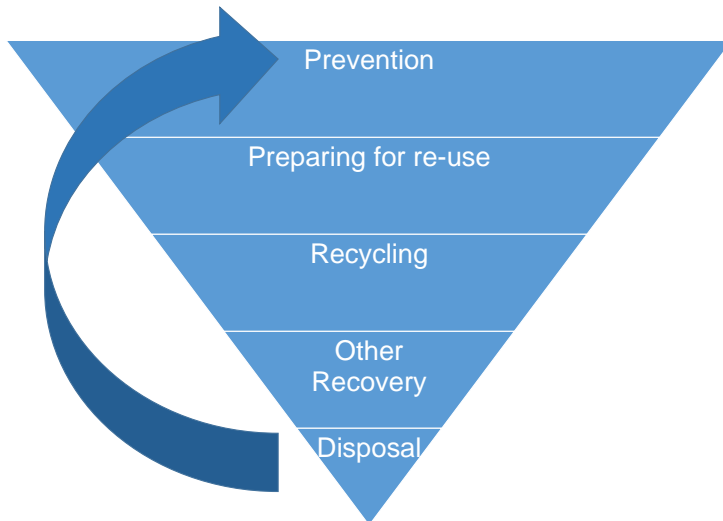 Prevention
Preparing for re-use
Recycling
Other
Recovery
Disposal